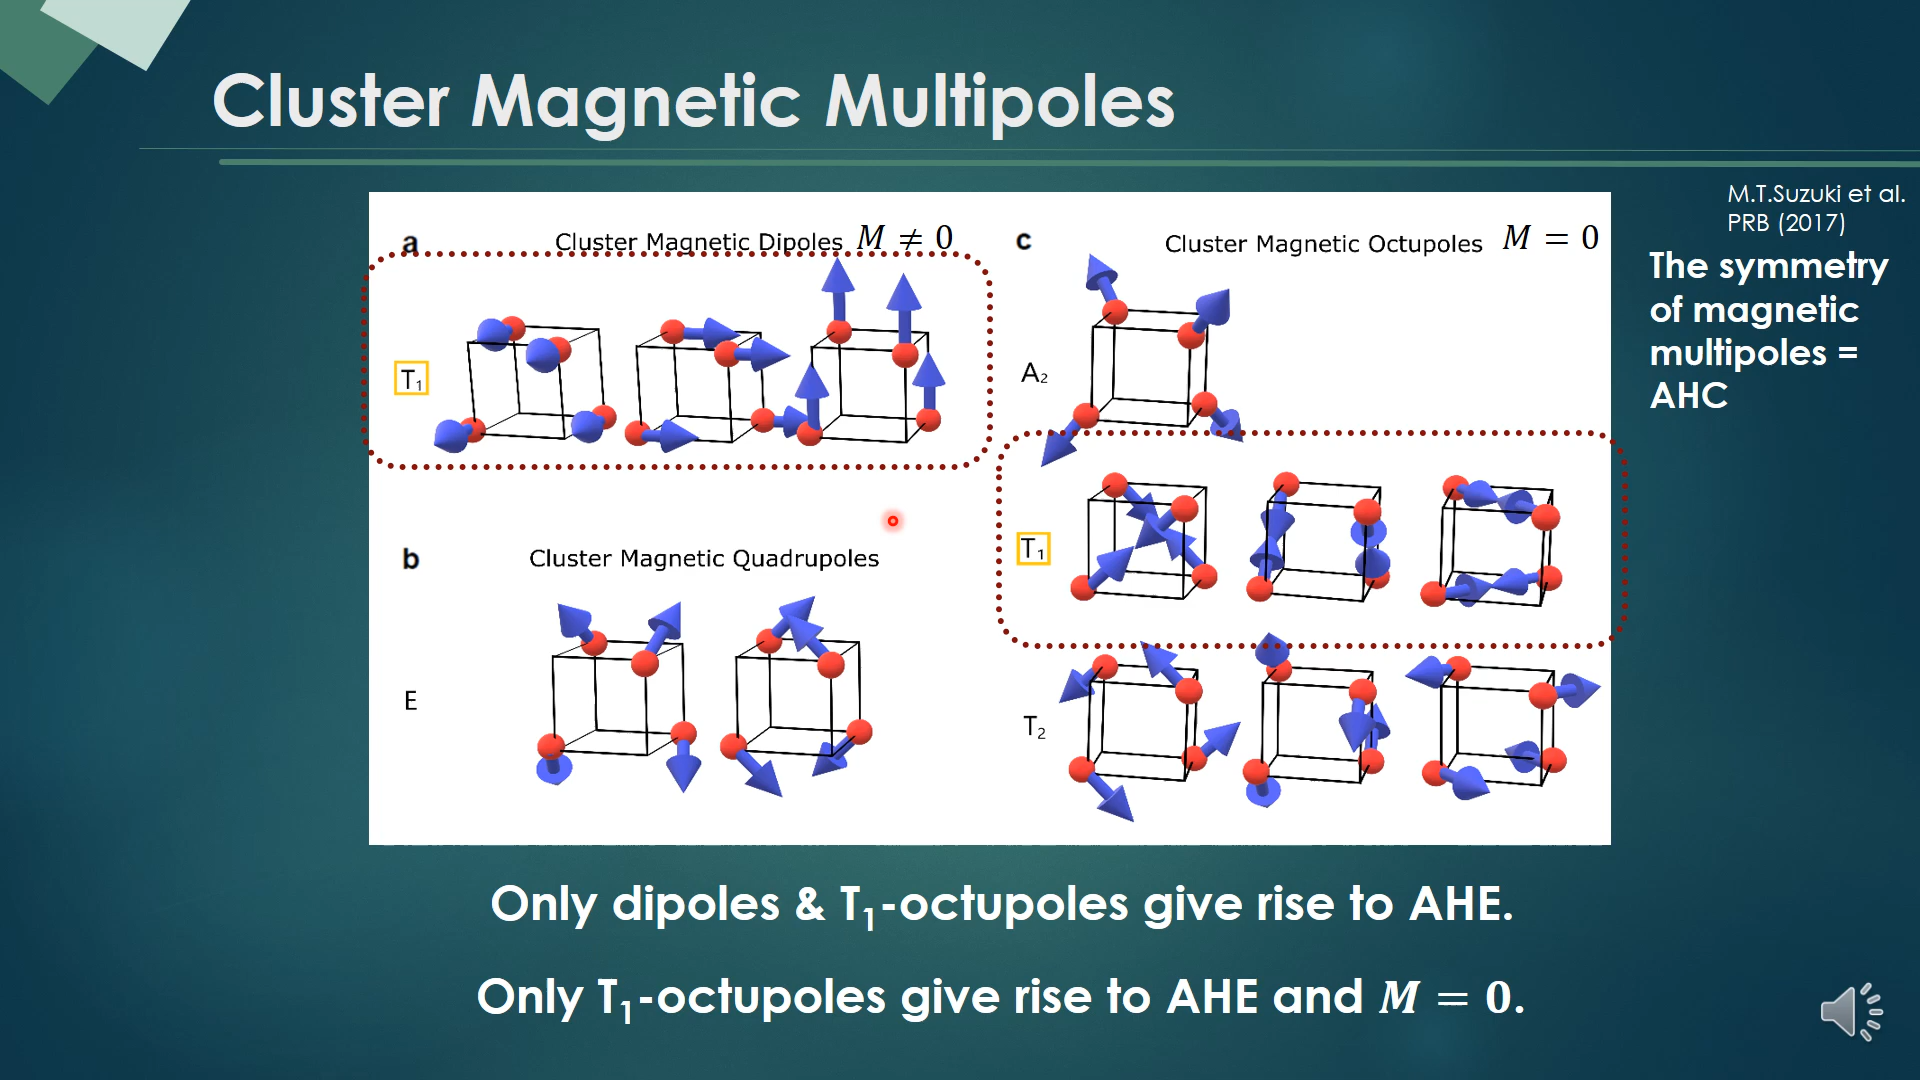 Cluster Magnetic Multipoles
M.T.Suzuki et al.
PRB (2017)
The symmetry
of magnetic
multipoles =
AHC
a
Cluster Magnetic Dipoles M ≠ 0
T₁
b
Cluster Magnetic Quadrupoles
E
c
Cluster Magnetic Octupoles M = 0
A₂
T₁
T₂
Only dipoles & T₁-octupoles give rise to AHE.
Only T₁-octupoles give rise to AHE and M = 0.